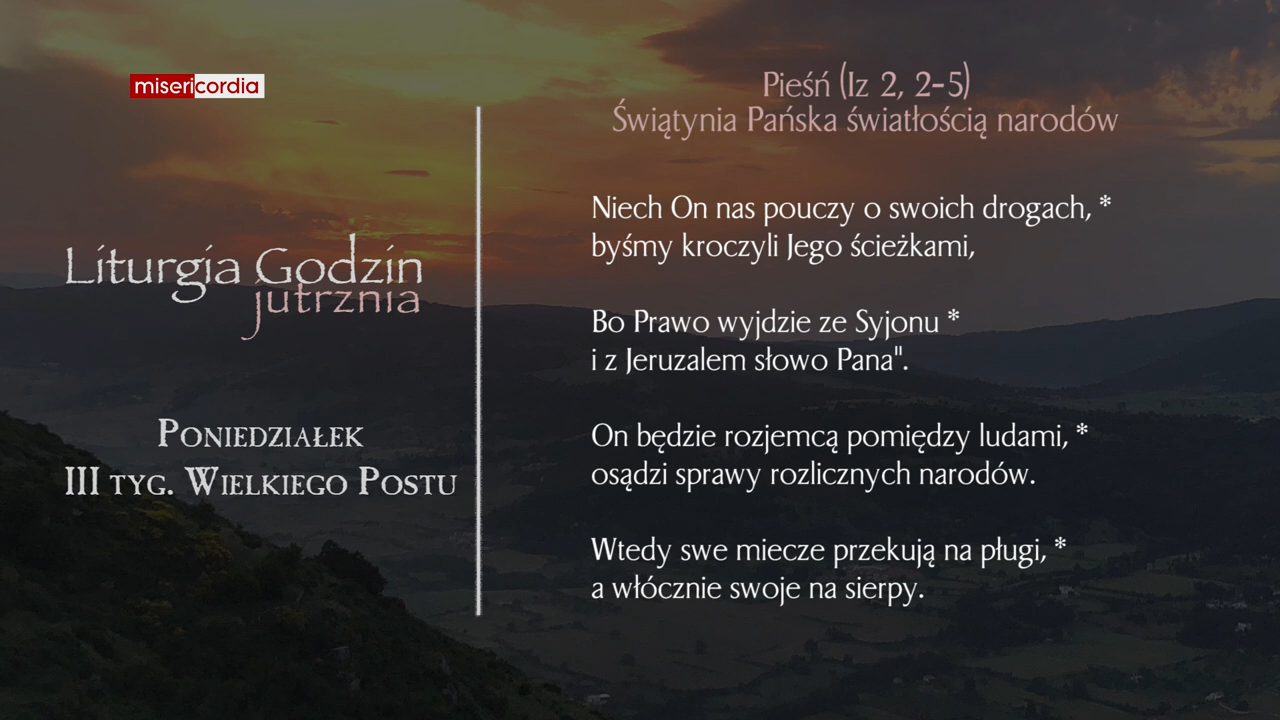 misericordia
Liturgia Godzin
jutrznia
Poniedziałek
III tyg. Wielkiego Postu
Pieśń (Iz 2, 2-5)
Świątynia Pańska światłością narodów
Niech On nas pouczy o swoich drogach, *
byśmy kroczyli Jego ścieżkami,
Bo Prawo wyjdzie ze Syjonu *
i z Jeruzalem słowo Pana".
On będzie rozjemcą pomiędzy ludami, *
osądzi sprawy rozlicznych narodów.
Wtedy swe miecze przekują na pługi, *
a włócznie swoje na sierpy.